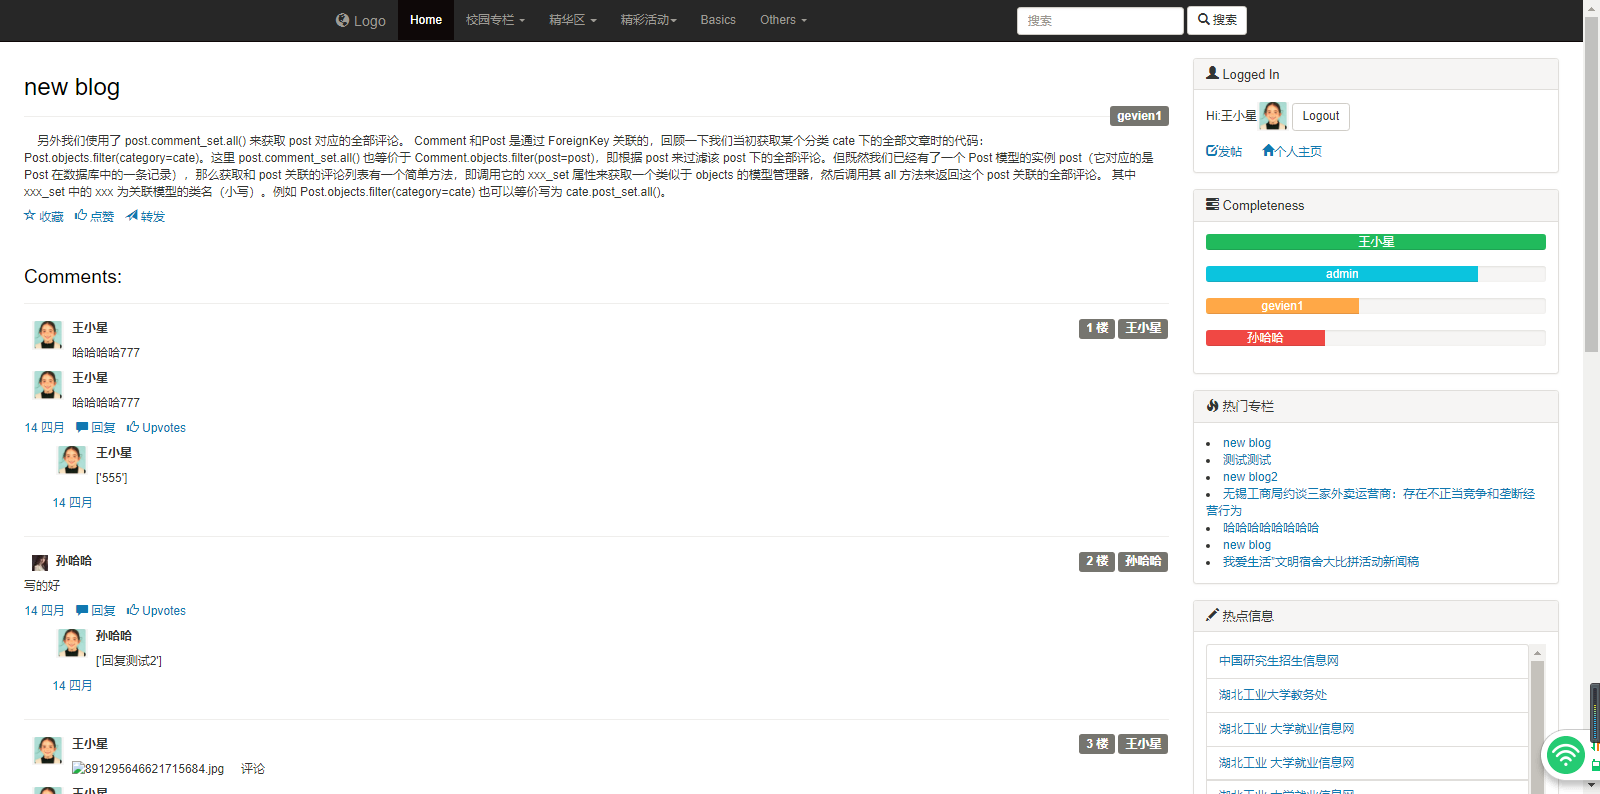 Logo Home 校园专栏 精华区 精彩活动 Basics Others 搜索 搜索
new blog
gevien1
另外我们使用了 post.comment_set.all() 来获取 post 对应的全部评论。 Comment 和Post 是通过 ForeignKey 关联的，回顾一下我们当初获取某个分类 cate 下的全部文章时的代码：
Post.objects.filter(category=cate)。这里 post.comment_set.all() 也等价于 Comment.objects.filter(post=post)，即根据 post 来过滤该 post 下的全部评论。但既然我们已经有了一个 Post 模型的实例 post（它对应的是
Post 在数据库中的一条记录），那么获取和 post 关联的评论列表有一个简单方法，即调用它的 xxx_set 属性来获取一个类似于 objects 的模型管理器，然后调用其 all 方法来返回这个 post 关联的全部评论。 其中
xxx_set 中的 xxx 为关联模型的类名（小写）。例如 Post.objects.filter(category=cate) 也可以等价写为 cate.post_set.all()。
收藏 点赞 转发
Comments:
王小星 1 楼 王小星
哈哈哈哈777
王小星
哈哈哈哈777
14 四月 回复 Upvotes
王小星
['555']
14 四月
孙哈哈 2 楼 孙哈哈
写的好
14 四月 回复 Upvotes
孙哈哈
['回复测试2']
14 四月
王小星 3 楼 王小星
891295646621715684.jpg 评论
王小星
Logged In
Hi:王小星 Logout
发帖 个人主页
Completeness
王小星
admin
gevien1
孙哈哈
热门专栏
new blog
测试测试
new blog2
无锡工商局约谈三家外卖运营商：存在不正当竞争和垄断经
营行为
哈哈哈哈哈哈哈哈
new blog
我爱生活”文明宿舍大比拼活动新闻稿
热点信息
中国研究生招生信息网
湖北工业大学教务处
湖北工业 大学就业信息网
湖北工业 大学就业信息网
湖北工业 大学就业信息网